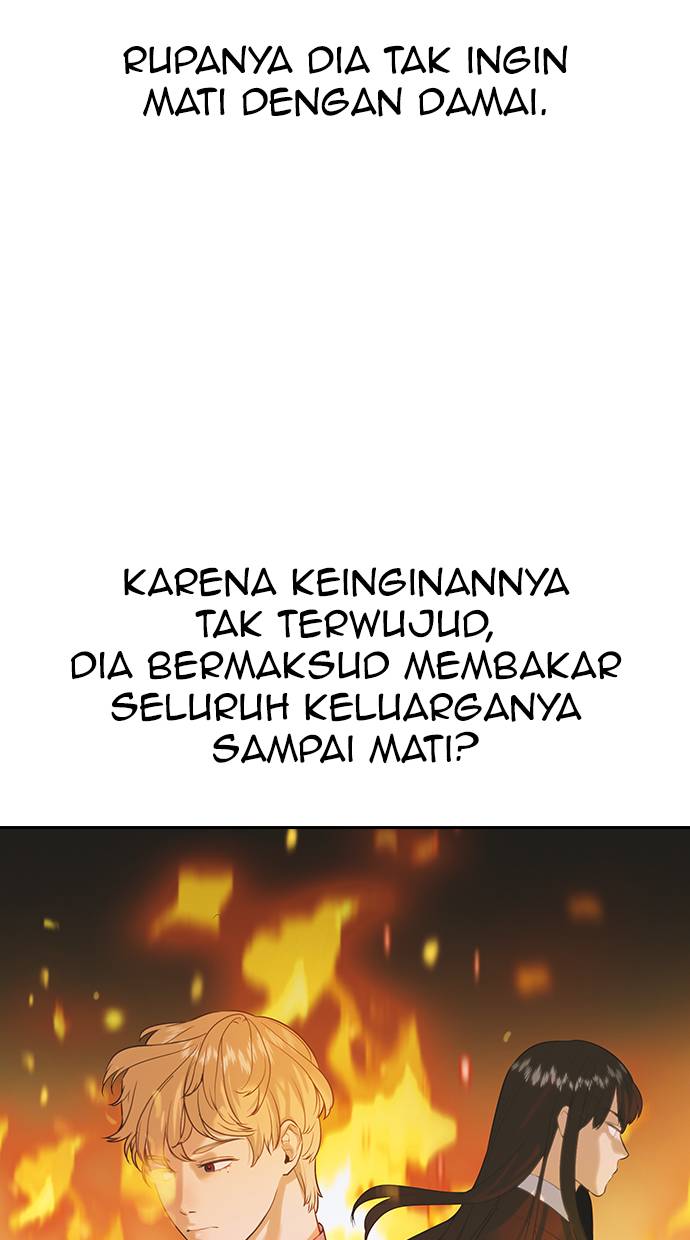 RUPANYA DIA TAK INGIN
MATI DENGAN DAMAI.
KARENA KEINGINANNYA
TAK TERWUJUD,
DIA BERMAKSUD MEMBAKAR
SELURUH KELUARGANYA
SAMPAI MATI?